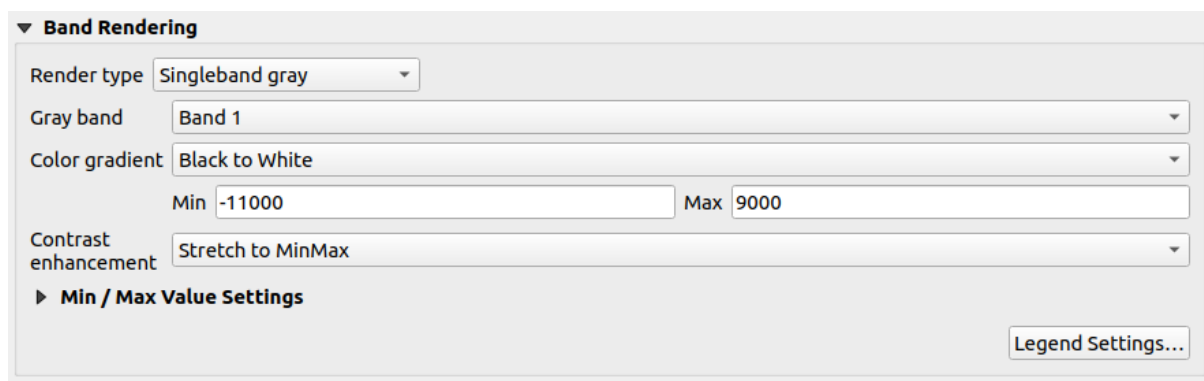 Band Rendering
Render type Singleband gray
Gray band Band 1
Color gradient Black to White
Min -11000 Max 9000
Contrast
enhancement Stretch to MinMax
Min / Max Value Settings
Legend Settings...